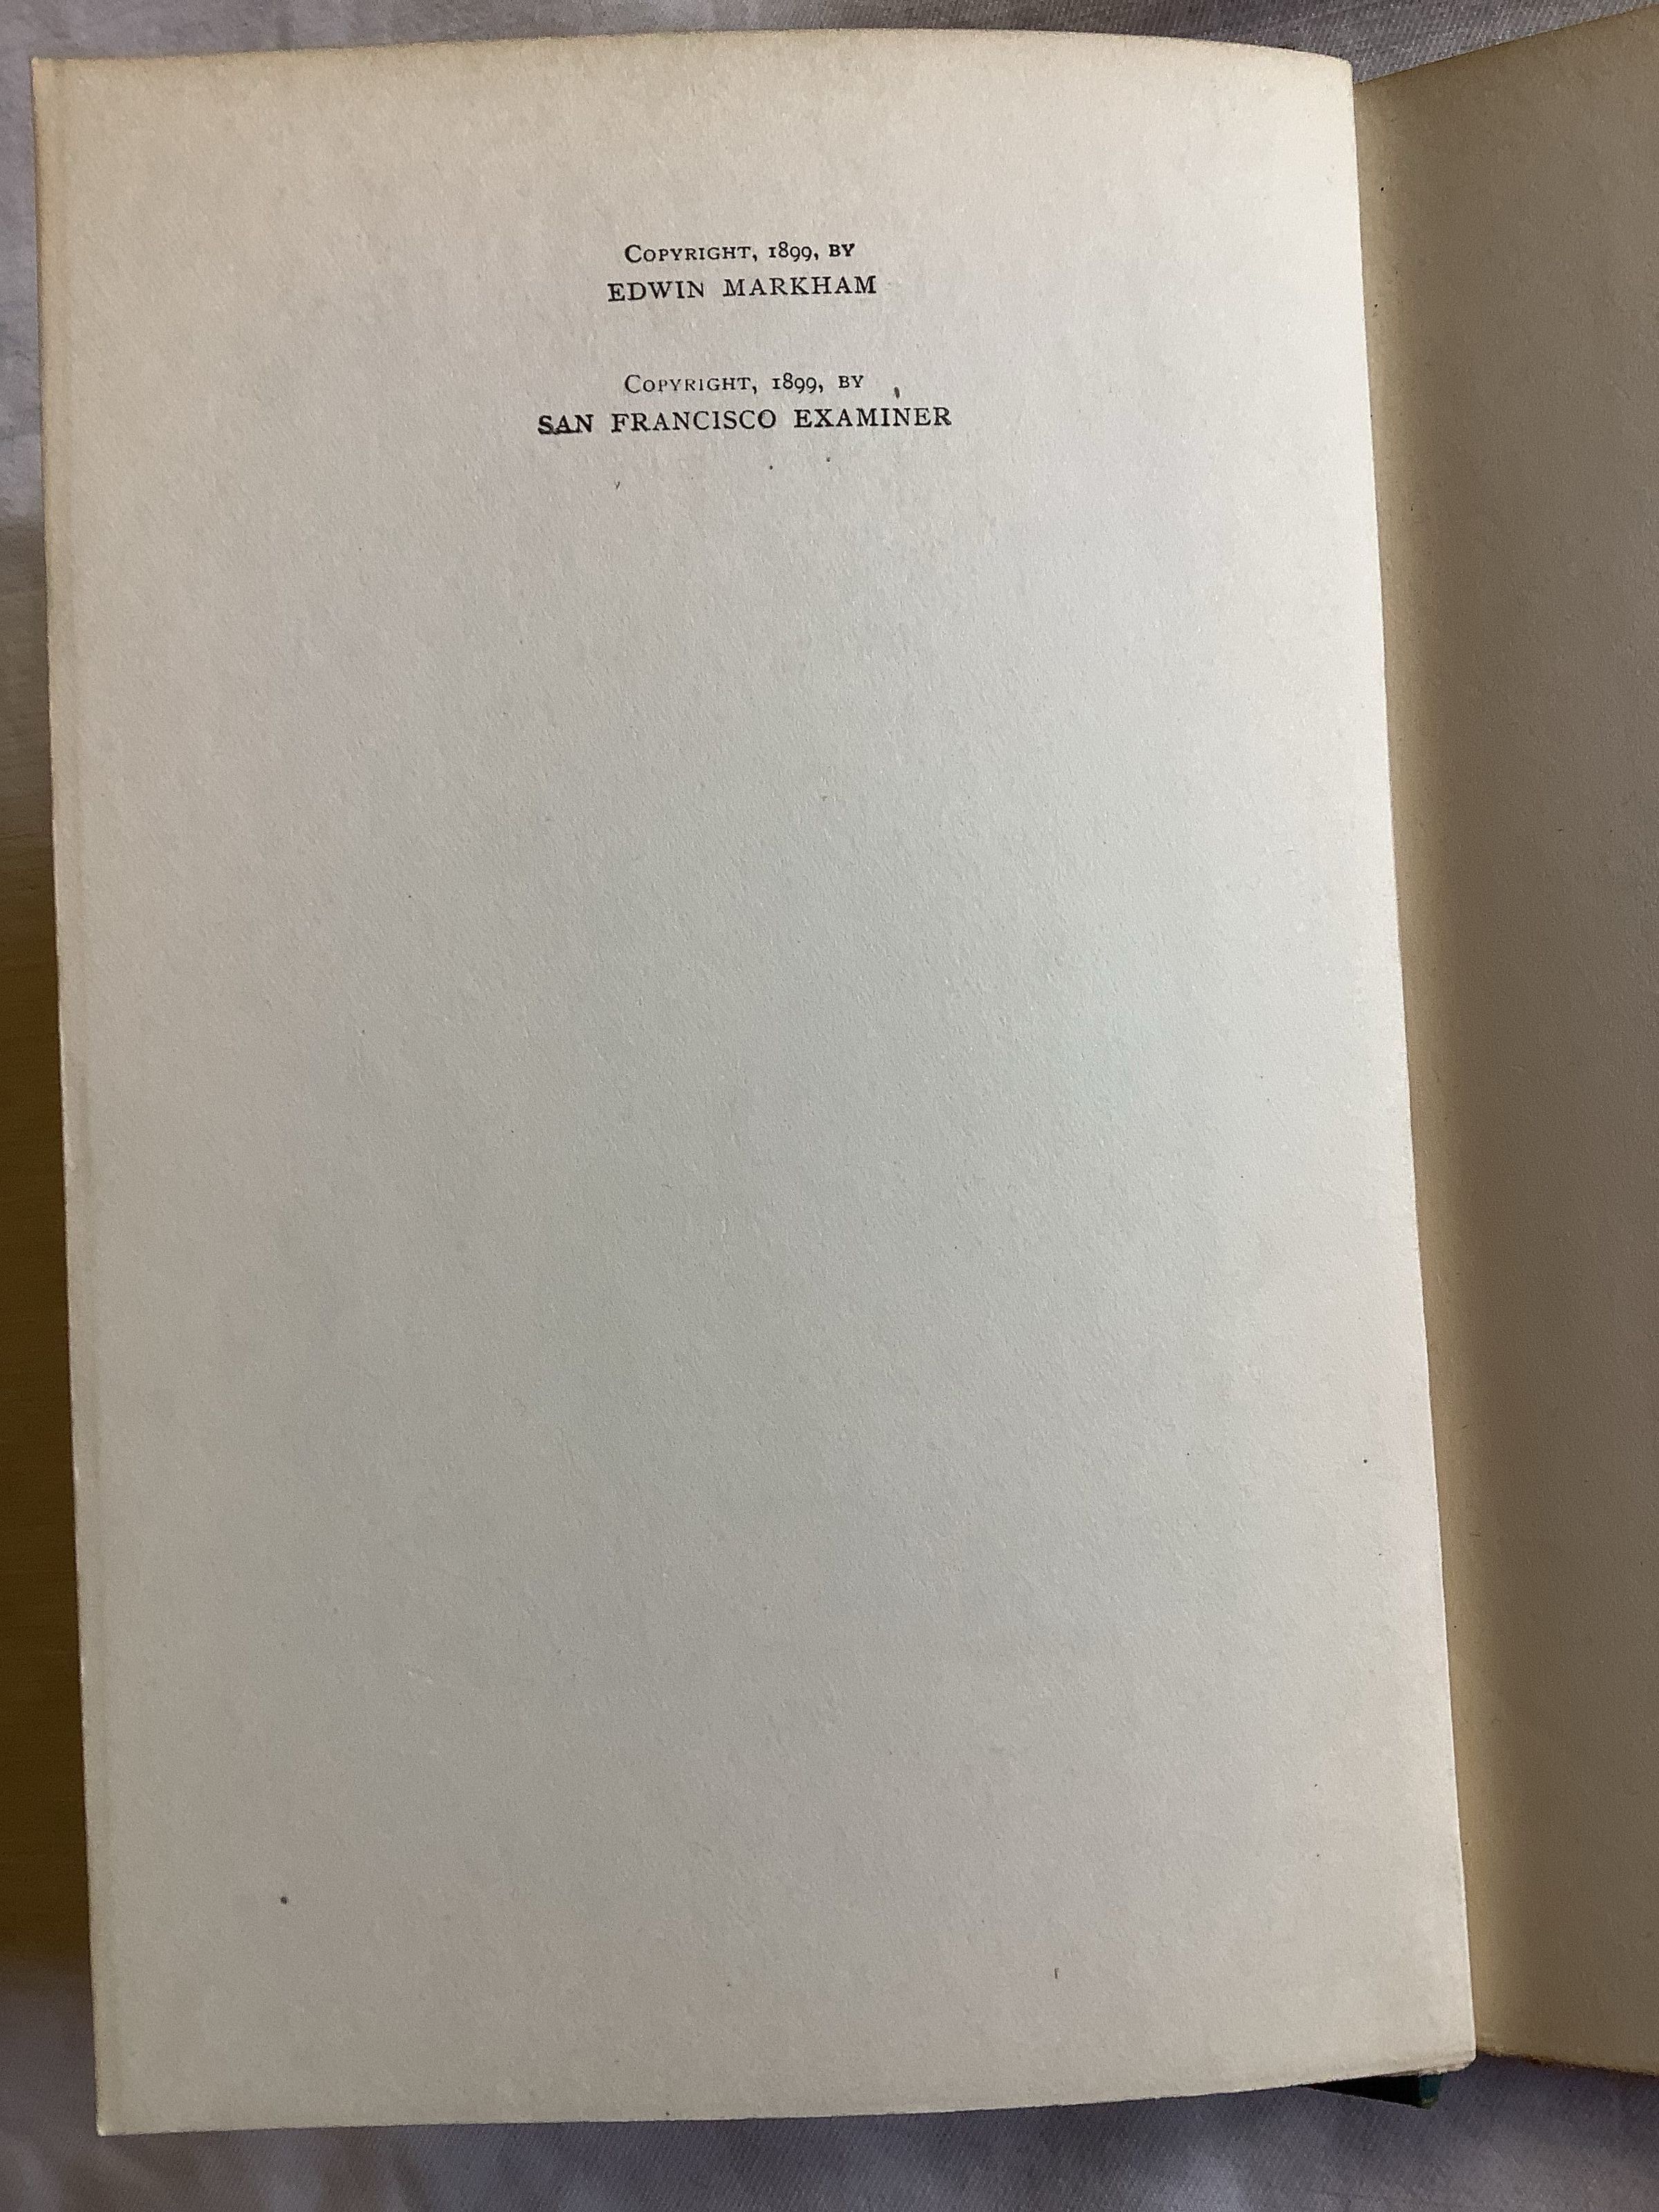 Copyright, 1899, by
EDWIN MARKHAM
Copyright, 1899, by
SAN FRANCISCO EXAMINER